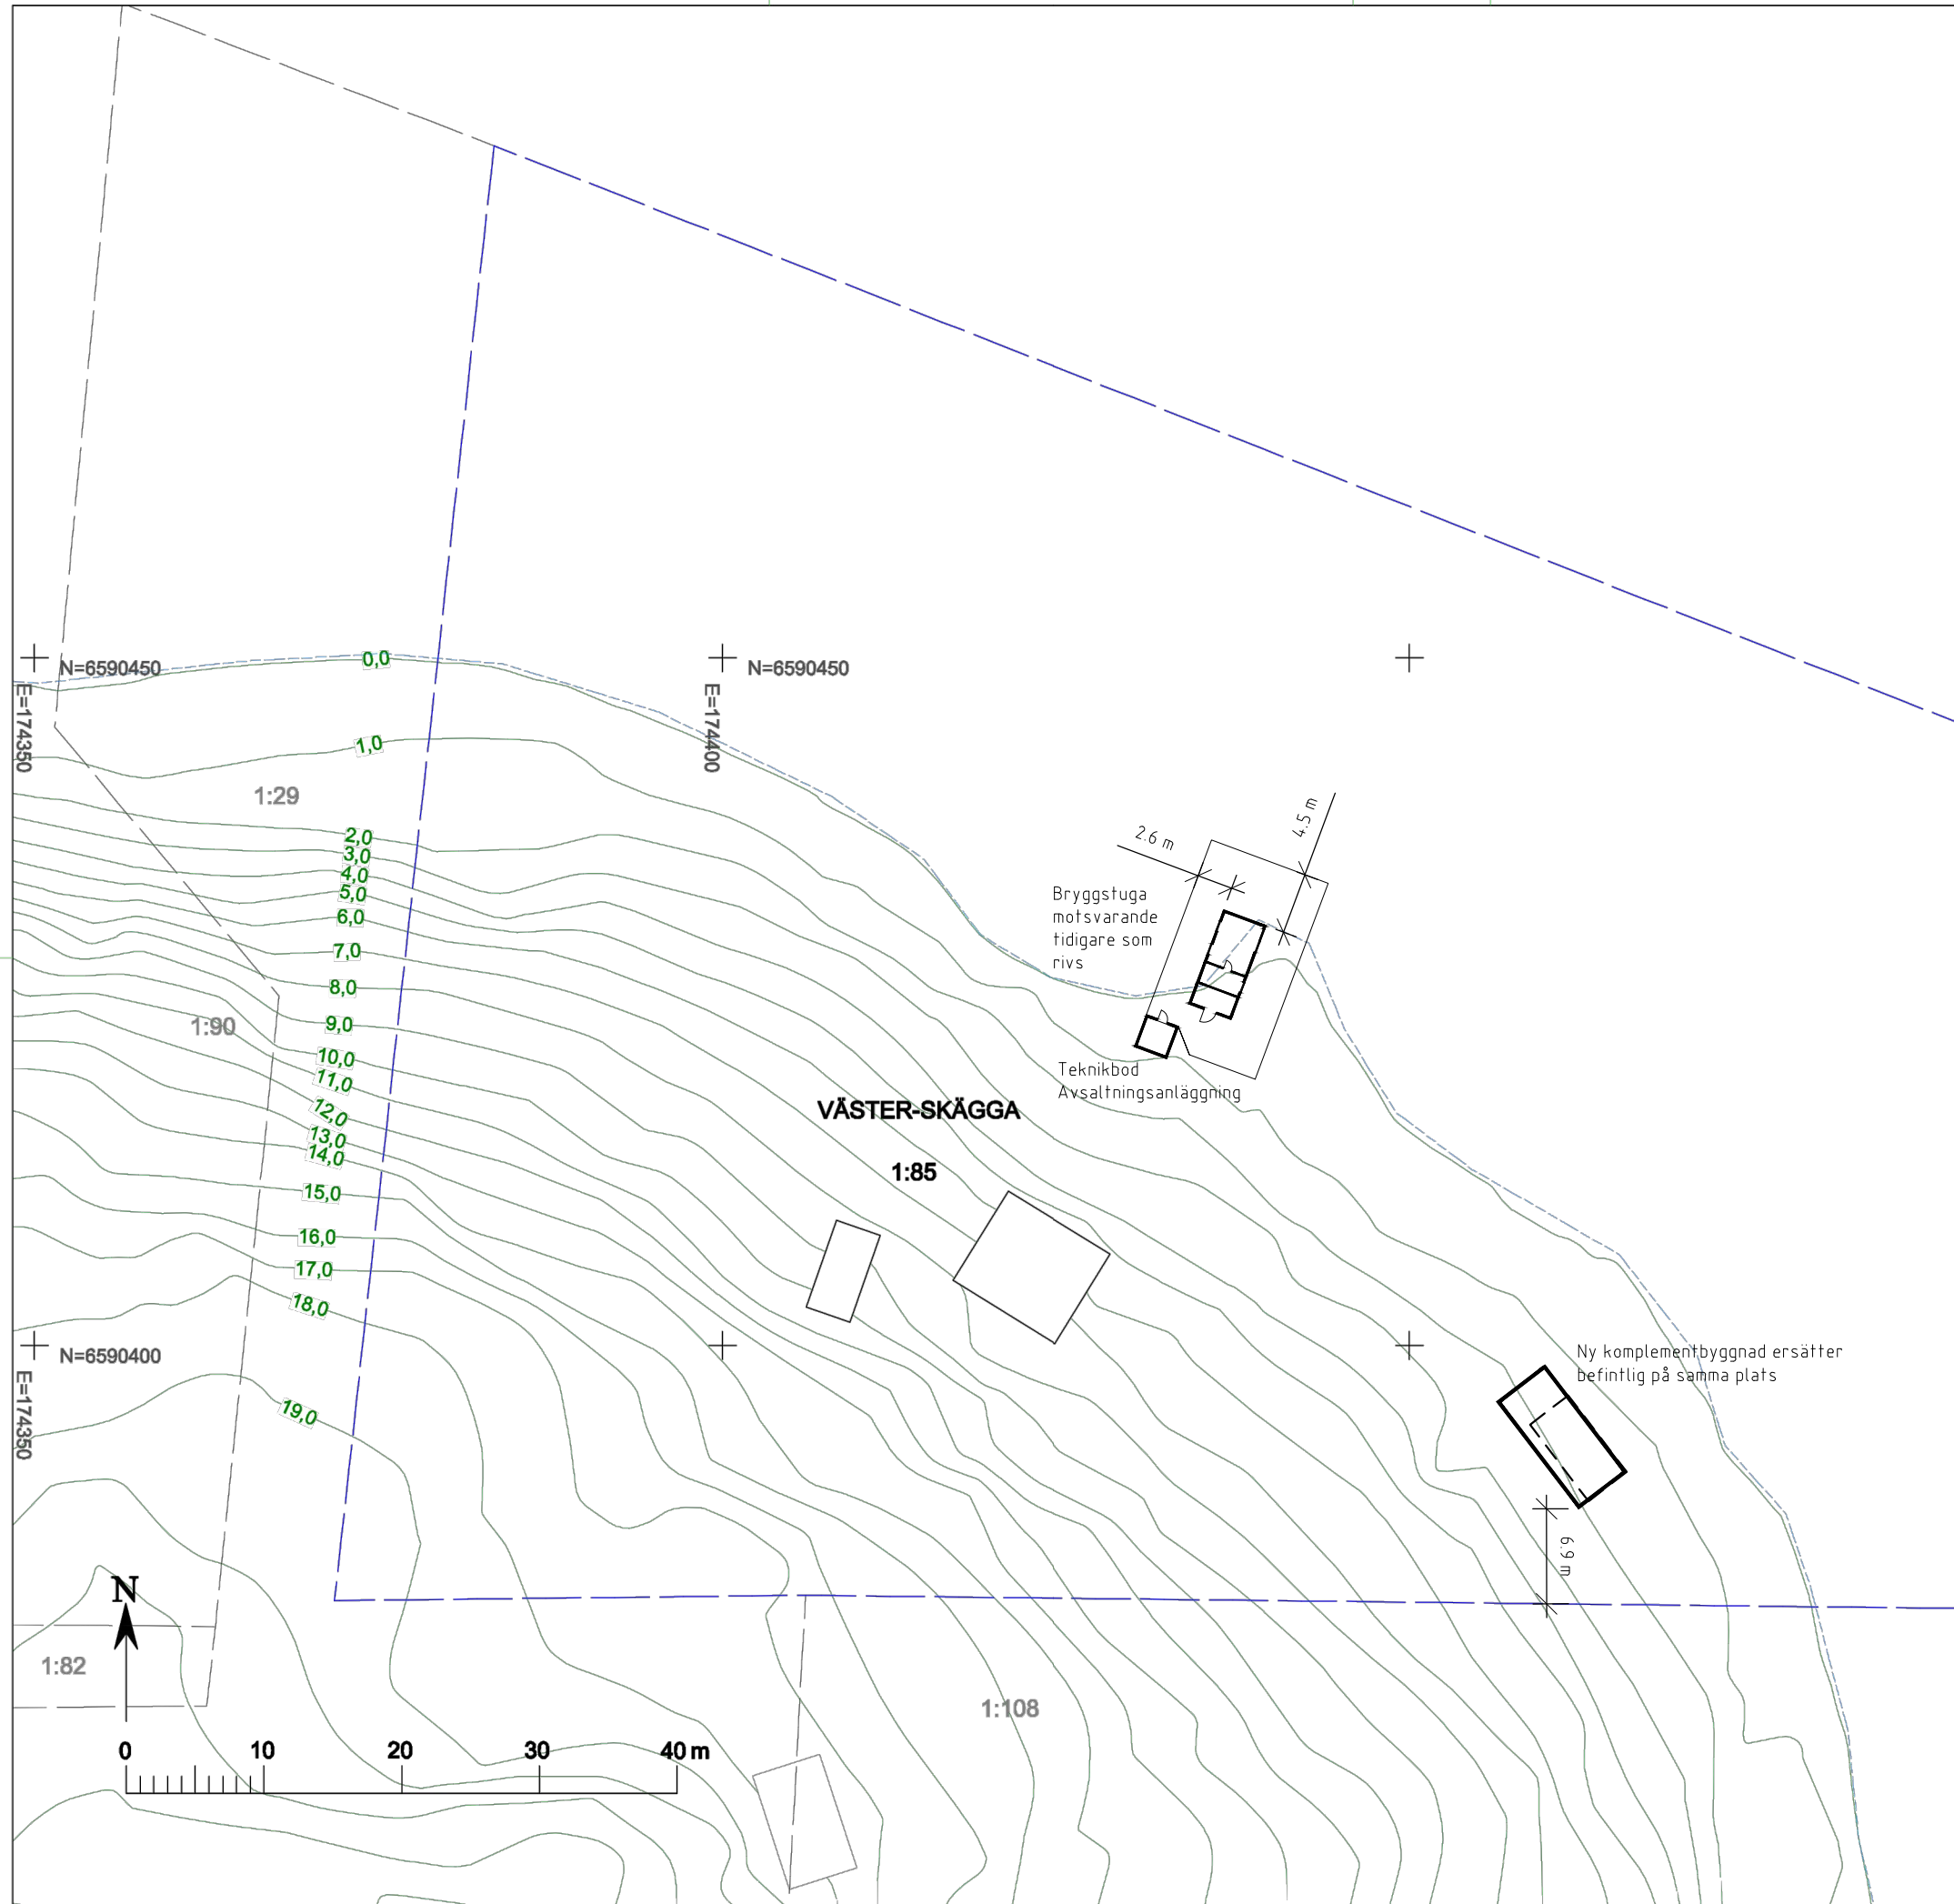 0,0
N=6590450
N=6590450
E=174350
E=174400
1,0
1:29
2,0
3,0
4,0
5,0
6,0
7,0
8,0
9,0
10,0
11,0
12,0
13,0
14,0
15,0
16,0
17,0
18,0
19,0
1:90
2.6 m
4.5 m
Bryggstuga
motsvarande
tidigare som
rivs
Teknikbod
Avsaltningsanläggning
VÄSTER-SKÄGGA
1:85
N=6590400
E=174350
Ny komplementbyggnad ersätter
befintlig på samma plats
6.9 m
N
1:82
1:108
0 10 20 30 40 m